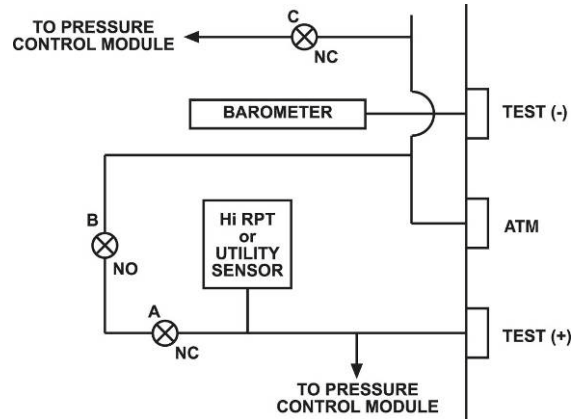 C
TO PRESSURE
CONTROL MODULE
NC
BAROMETER
TEST (-)
B
NO
Hi RPT
or
UTILITY
SENSOR
ATM
A
NC
TEST (+)
TO PRESSURE
CONTROL MODULE